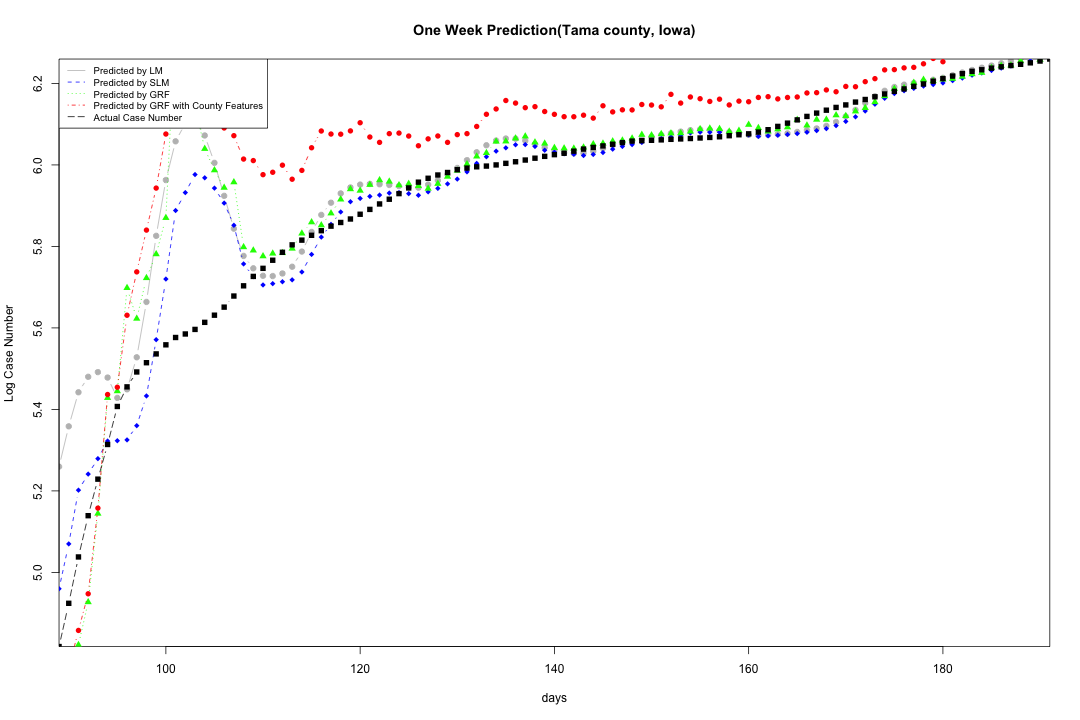 One Week Prediction(Tama county, Iowa)
Predicted by LM
Predicted by SLM
Predicted by GRF
Predicted by GRF with County Features
Actual Case Number
6.2
6.0
5.8
5.6
5.4
5.2
5.0
Log Case Number
100 120 140 160 180
days